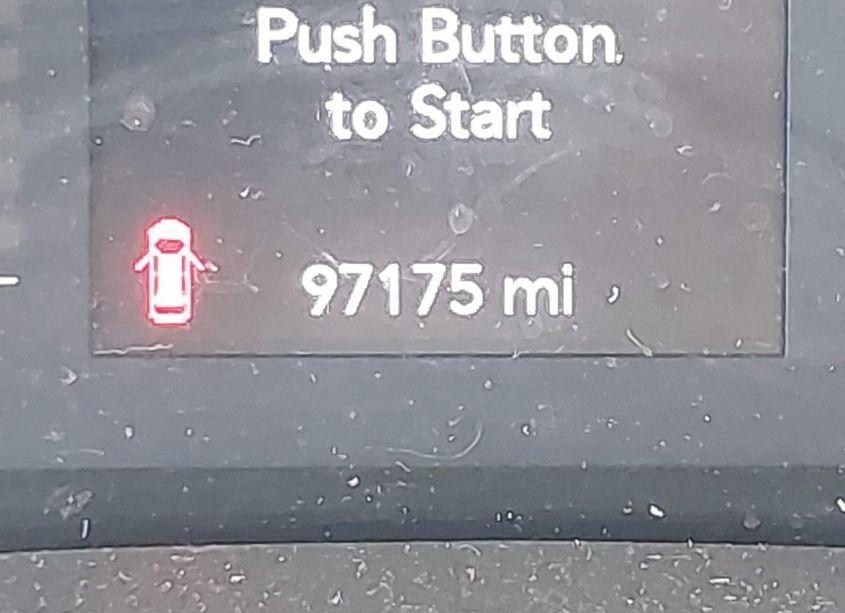 Push Button
to Start
97175 mi